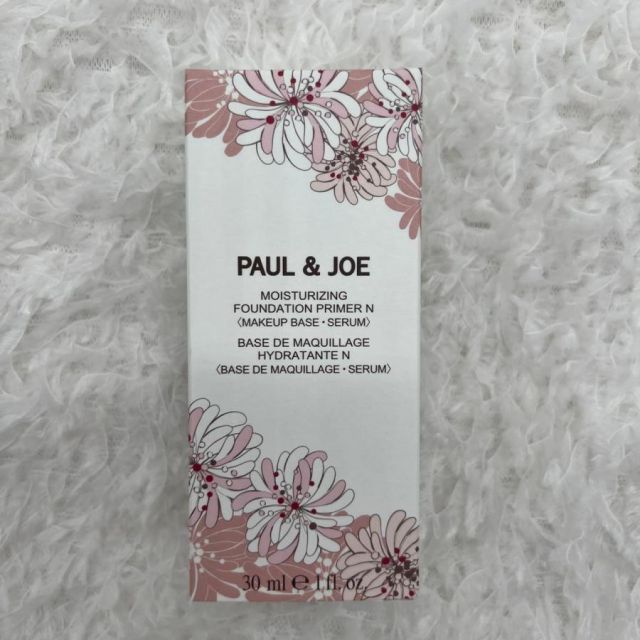 PAUL & JOE
MOISTURIZING
FOUNDATION PRIMER N
〈MAKEUP BASE・SERUM〉
BASE DE MAQUILLAGE
HYDRATANTE N
〈BASE DE MAQUILLAGE・SERUM〉
30 ml ℮ 1 fl. oz.